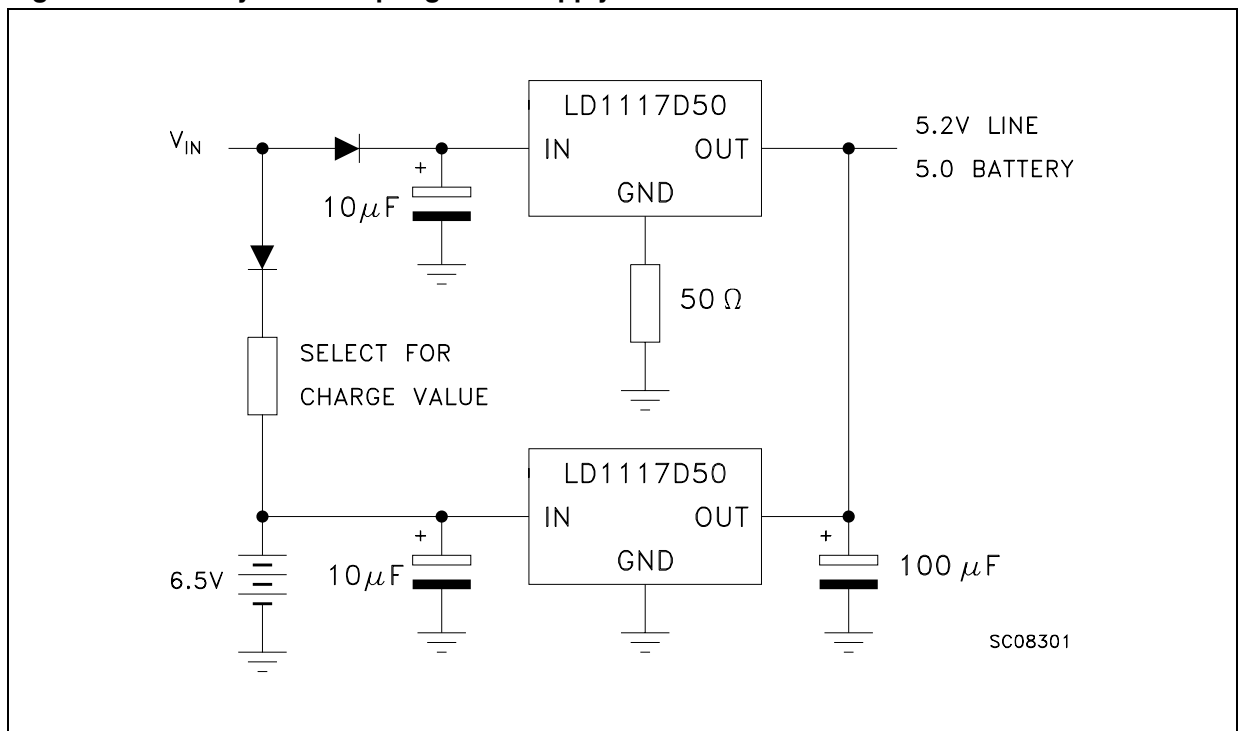 LD1117D50
V_IN
IN OUT
5.2V LINE
5.0 BATTERY
GND
10μF
50 Ω
SELECT FOR
CHARGE VALUE
LD1117D50
IN OUT
GND
6.5V
10μF
100 μF
SC08301